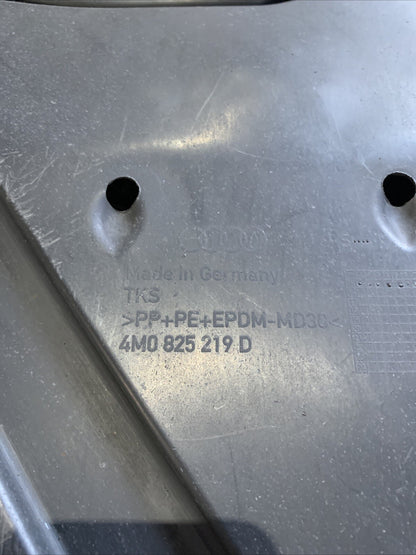 Made in Germany
TKS
>PP+PE+EPDM-MD30<
4M0 825 219 D